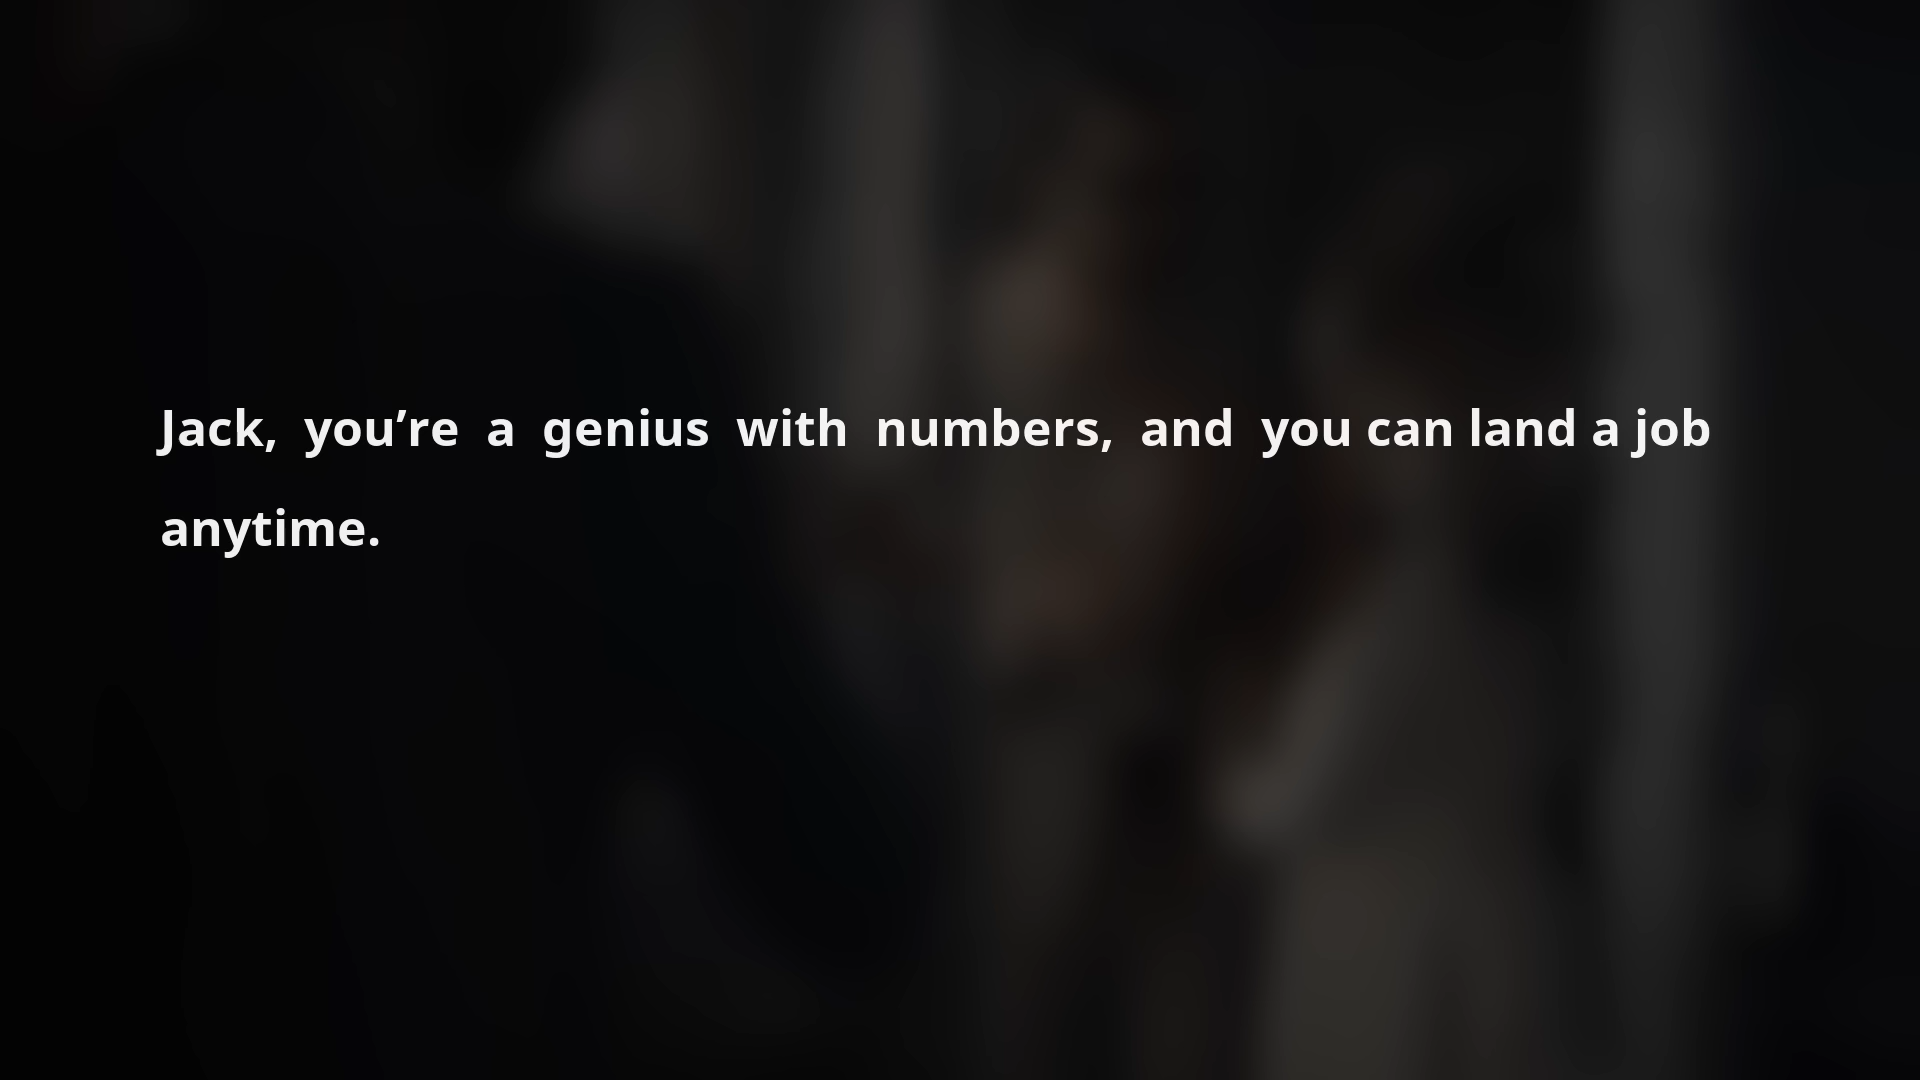 Jack, you’re a genius with numbers, and you can land a job
anytime.